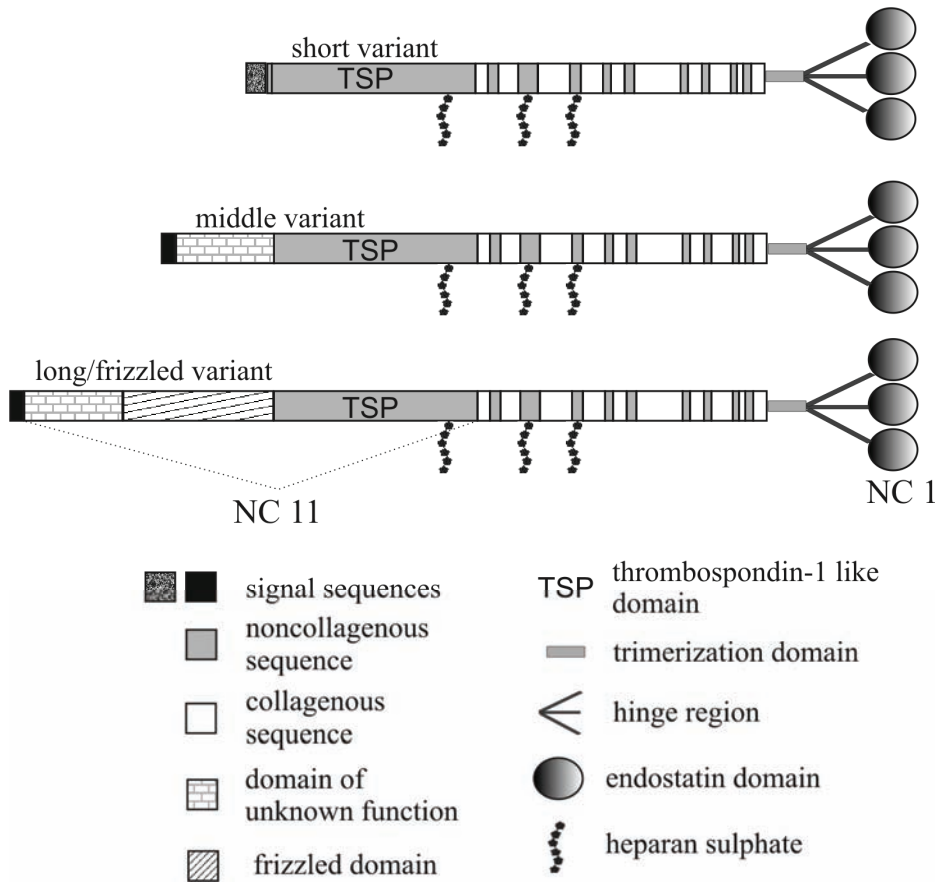 short variant
TSP
middle variant
TSP
long/frizzled variant
TSP
NC 11
NC 1
signal sequences
noncollagenous
sequence
collagenous
sequence
domain of
unknown function
frizzled domain
TSP
thrombospondin-1 like
domain
trimerization domain
hinge region
endostatin domain
heparan sulphate